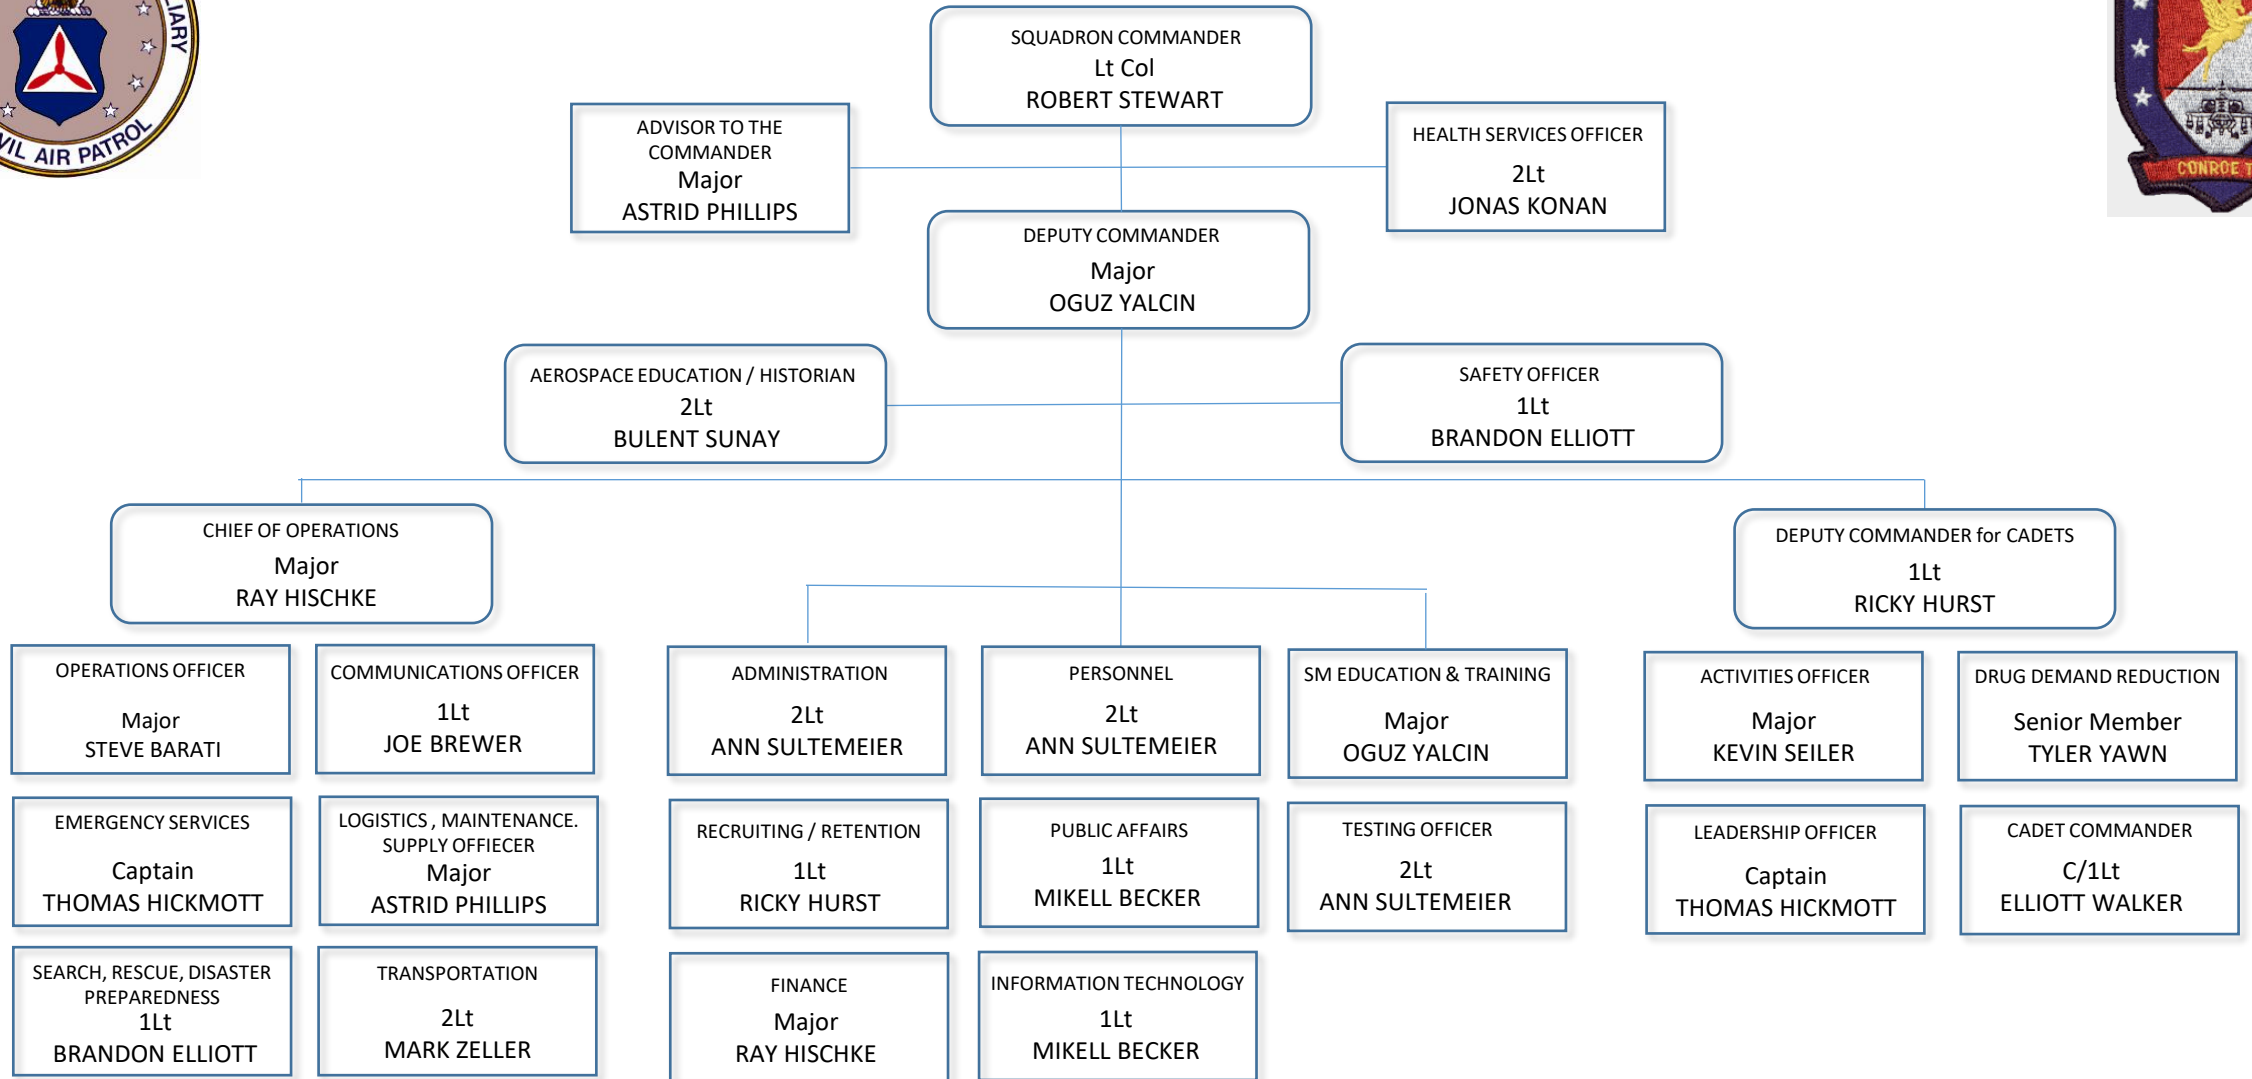 LIARY
VIL AIR PATROL
SQUADRON COMMANDER
Lt Col
ROBERT STEWART
CONROE
ADVISOR TO THE
COMMANDER
Major
ASTRID PHILLIPS
HEALTH SERVICES OFFICER
2Lt
JONAS KONAN
DEPUTY COMMANDER
Major
OGUZ YALCIN
AEROSPACE EDUCATION / HISTORIAN
2Lt
BULENT SUNAY
SAFETY OFFICER
1Lt
BRANDON ELLIOTT
CHIEF OF OPERATIONS
Major
RAY HISCHKE
DEPUTY COMMANDER for CADETS
1Lt
RICKY HURST
OPERATIONS OFFICER
Major
STEVE BARATI
COMMUNICATIONS OFFICER
1Lt
JOE BREWER
ADMINISTRATION
2Lt
ANN SULTEMEIER
PERSONNEL
2Lt
ANN SULTEMEIER
SM EDUCATION & TRAINING
Major
OGUZ YALCIN
ACTIVITIES OFFICER
Major
KEVIN SEILER
DRUG DEMAND REDUCTION
Senior Member
TYLER YAWN
EMERGENCY SERVICES
Captain
THOMAS HICKMOTT
LOGISTICS , MAINTENANCE.
SUPPLY OFFIECER
Major
ASTRID PHILLIPS
RECRUITING / RETENTION
1Lt
RICKY HURST
PUBLIC AFFAIRS
1Lt
MIKELL BECKER
TESTING OFFICER
2Lt
ANN SULTEMEIER
LEADERSHIP OFFICER
Captain
THOMAS HICKMOTT
CADET COMMANDER
C/1Lt
ELLIOTT WALKER
SEARCH, RESCUE, DISASTER
PREPAREDNESS
1Lt
BRANDON ELLIOTT
TRANSPORTATION
2Lt
MARK ZELLER
FINANCE
Major
RAY HISCHKE
INFORMATION TECHNOLOGY
1Lt
MIKELL BECKER